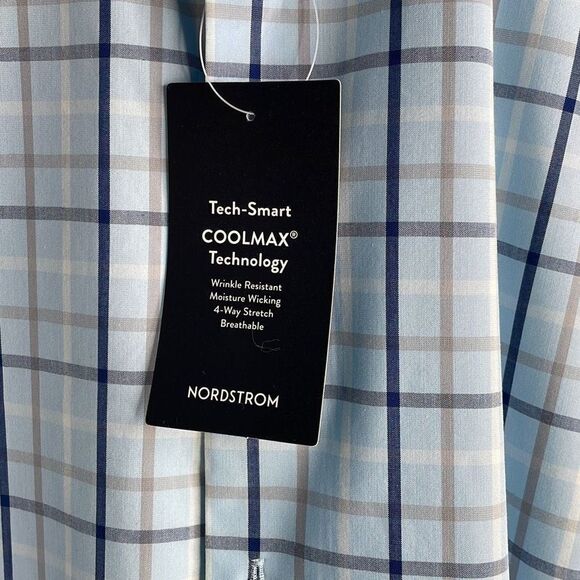 Tech-Smart
COOLMAX®
Technology
Wrinkle Resistant
Moisture Wicking
4-Way Stretch
Breathable
NORDSTROM